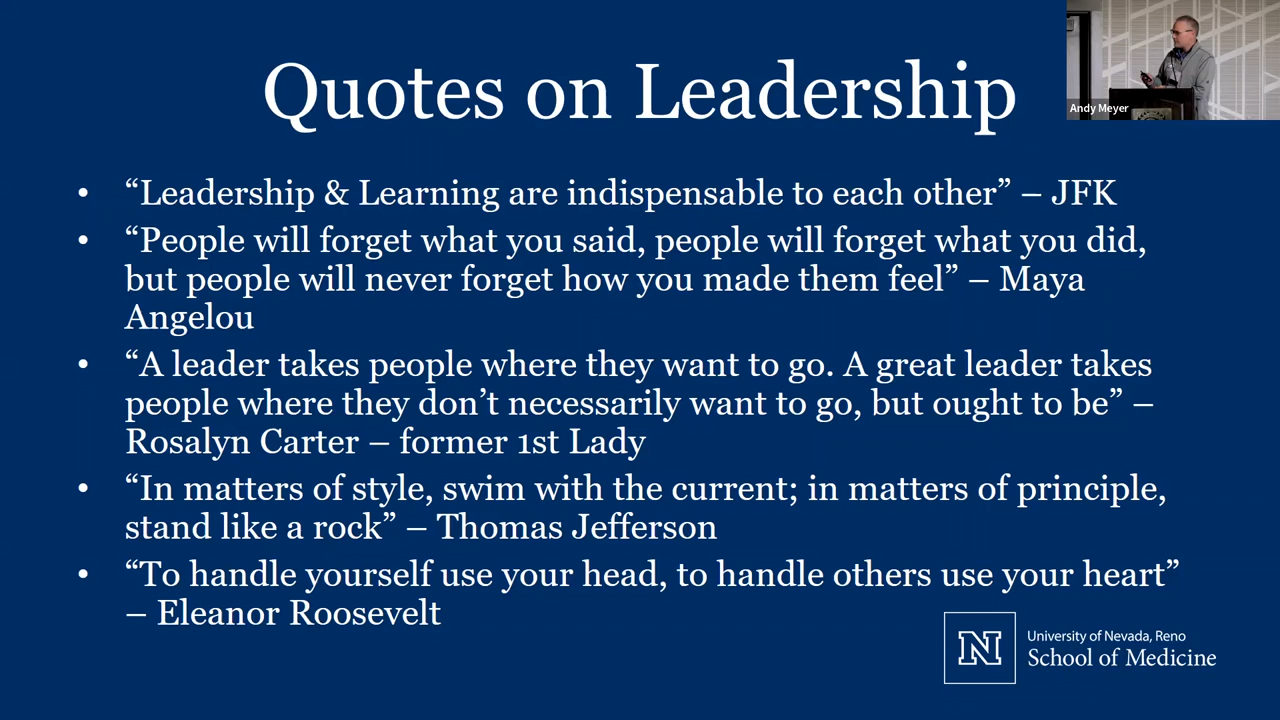 Quotes on Leadership
Andy Meyer
• “Leadership & Learning are indispensable to each other” – JFK
• “People will forget what you said, people will forget what you did,
but people will never forget how you made them feel” – Maya
Angelou
• “A leader takes people where they want to go. A great leader takes
people where they don’t necessarily want to go, but ought to be” –
Rosalyn Carter – former 1st Lady
• “In matters of style, swim with the current; in matters of principle,
stand like a rock” – Thomas Jefferson
• “To handle yourself use your head, to handle others use your heart”
– Eleanor Roosevelt
N
University of Nevada, Reno
School of Medicine